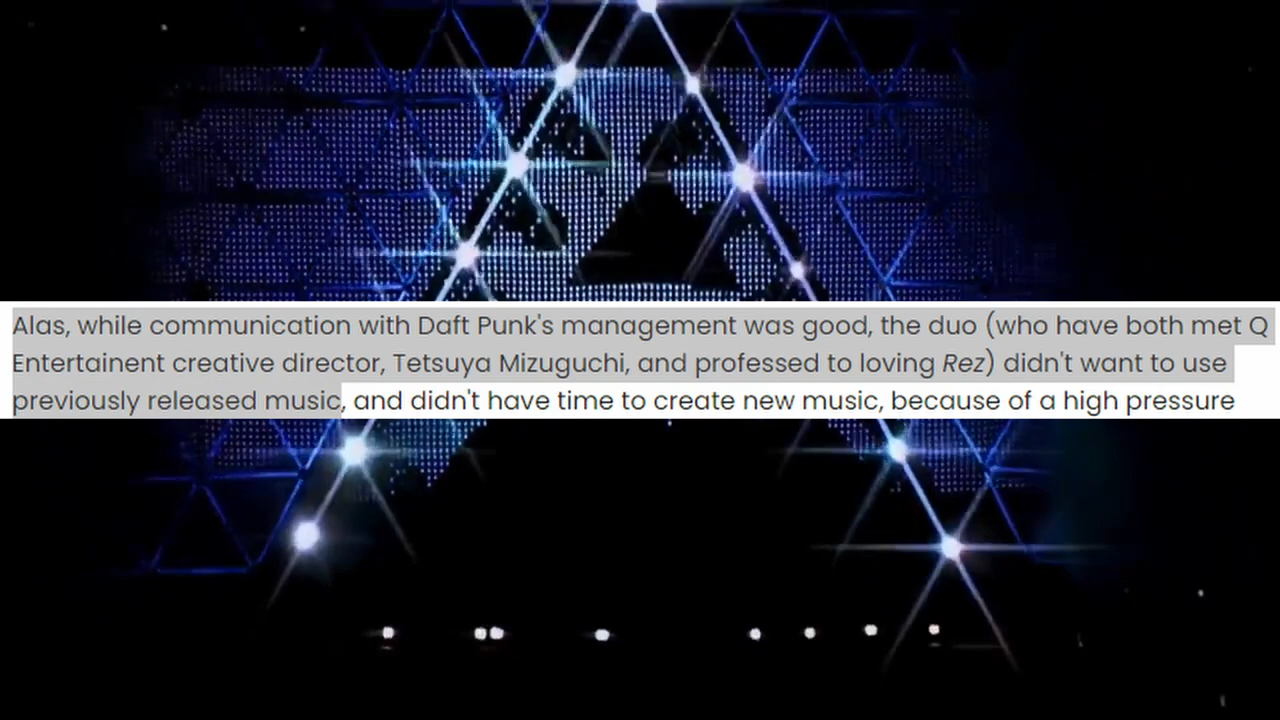 Alas, while communication with Daft Punk's management was good, the duo (who have both met Q
Entertainent creative director, Tetsuya Mizuguchi, and professed to loving Rez) didn't want to use
previously released music, and didn't have time to create new music, because of a high pressure